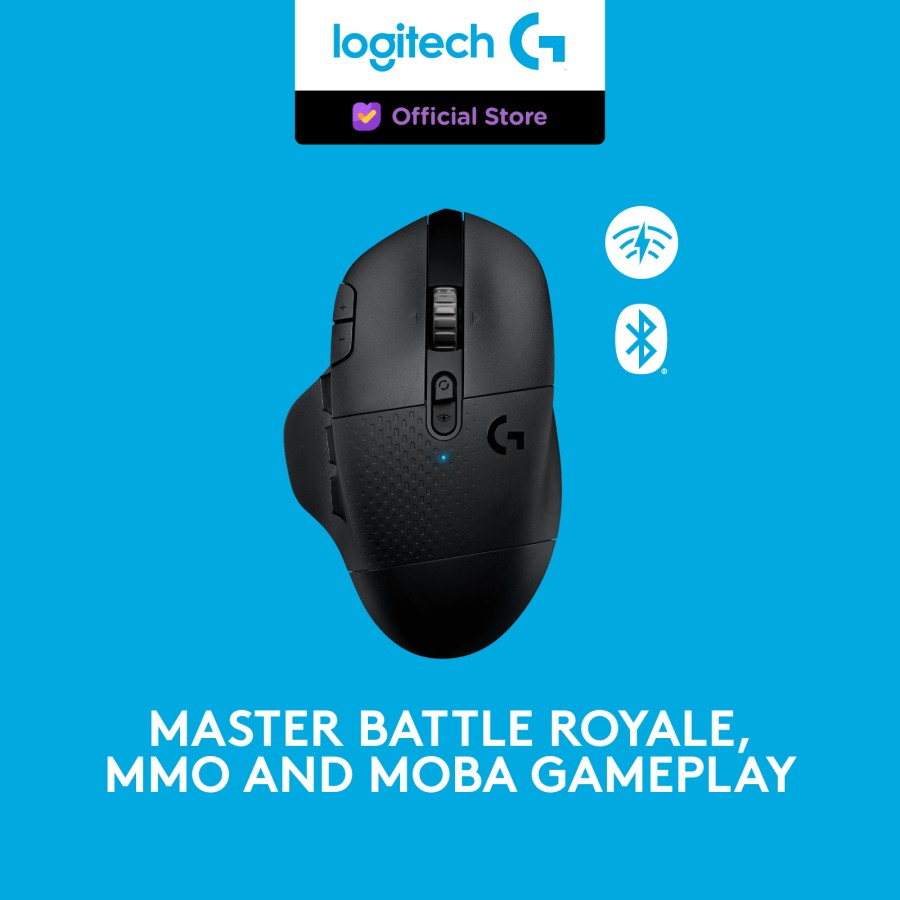 logitech G
Official Store
+
-
G
®
MASTER BATTLE ROYALE,
MMO AND MOBA GAMEPLAY